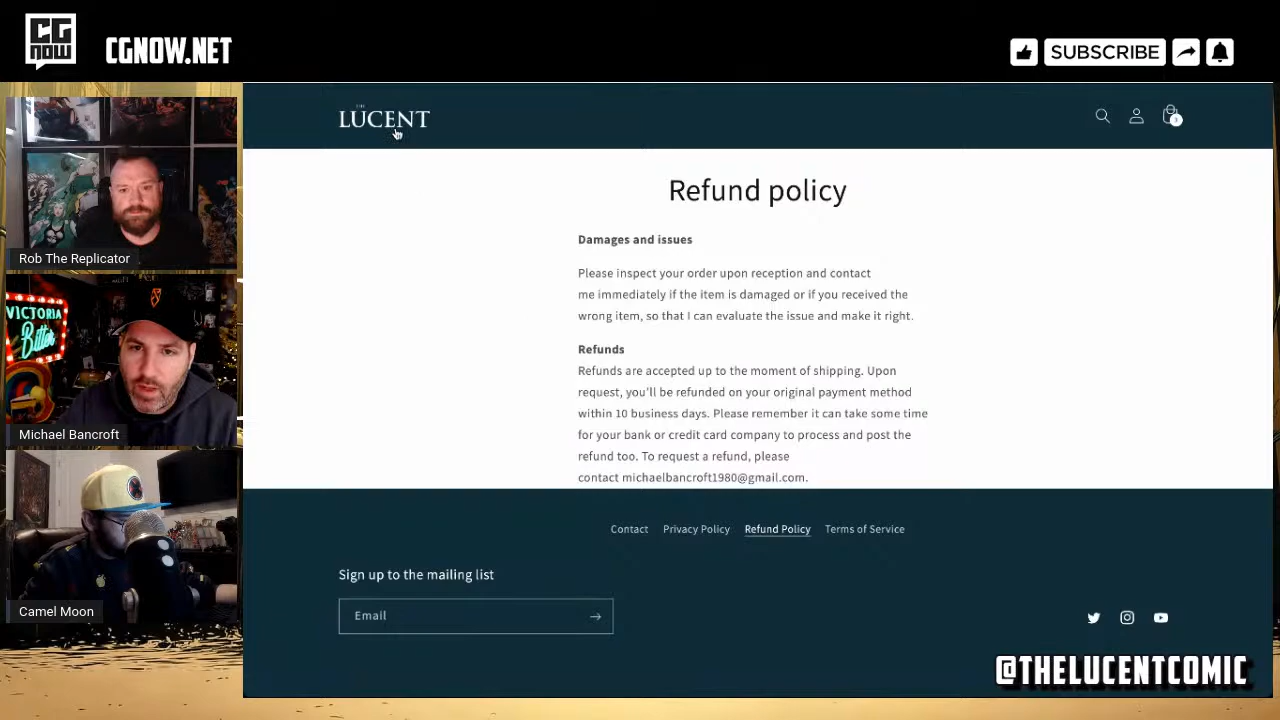 CG
NOW
CGNOW.NET
SUBSCRIBE
THE
LUCENT
1
Refund policy
Damages and issues
Please inspect your order upon reception and contact
me immediately if the item is damaged or if you received the
wrong item, so that I can evaluate the issue and make it right.
Refunds
Refunds are accepted up to the moment of shipping. Upon
request, you'll be refunded on your original payment method
within 10 business days. Please remember it can take some time
for your bank or credit card company to process and post the
refund too. To request a refund, please
contact michaelbancroft1980@gmail.com.
Contact Privacy Policy Refund Policy Terms of Service
Sign up to the mailing list
Email
@THELUCENTCOMIC
Rob The Replicator
VICTORIA
Bitter
Michael Bancroft
Camel Moon